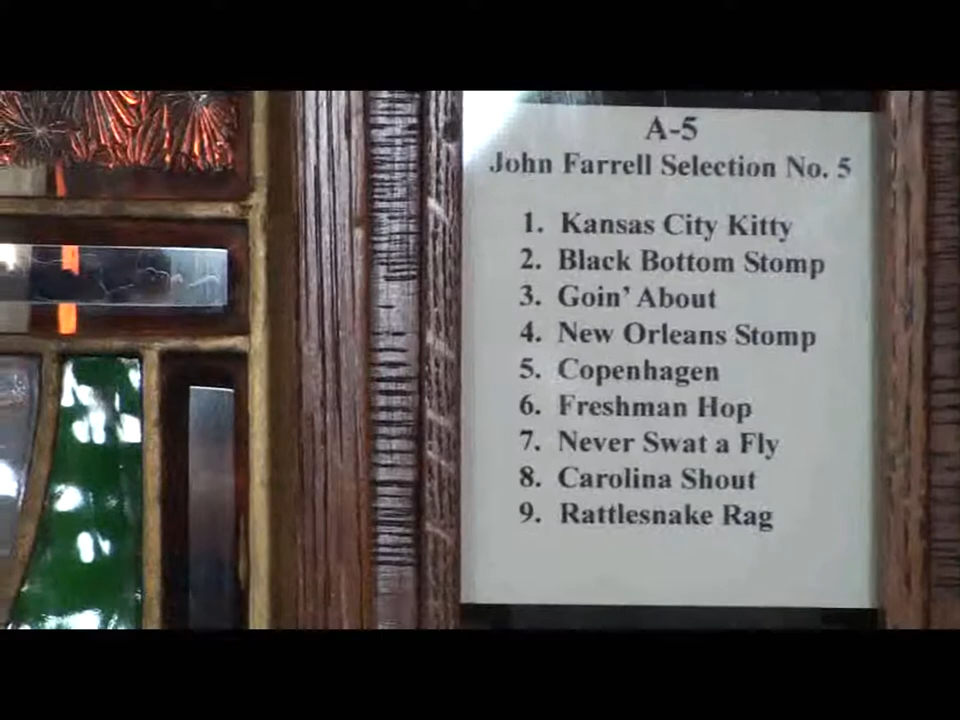 A-5
John Farrell Selection No. 5
1. Kansas City Kitty
2. Black Bottom Stomp
3. Goin' About
4. New Orleans Stomp
5. Copenhagen
6. Freshman Hop
7. Never Swat a Fly
8. Carolina Shout
9. Rattlesnake Rag